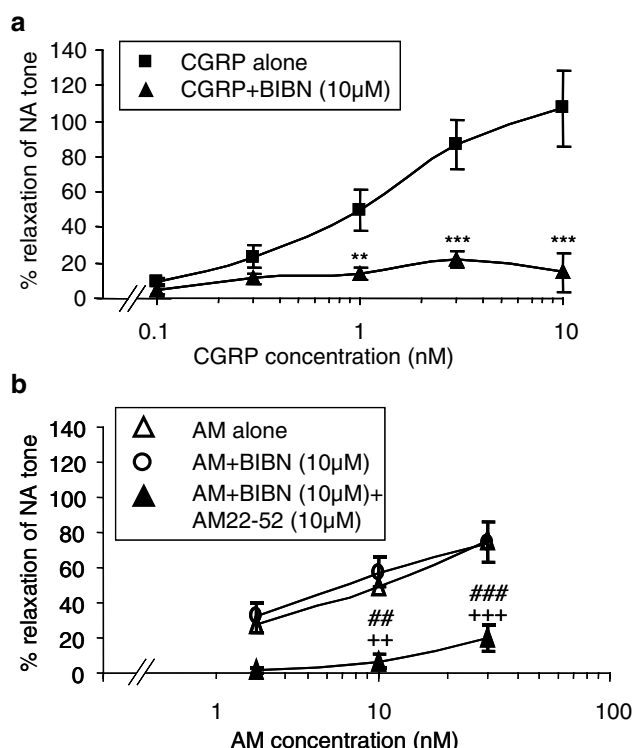 a
140
120
100
80
60
40
20
0
% relaxation of NA tone
CGRP alone
CGRP+BIBN (10µM)
**
***
***
0.1
1
10
CGRP concentration (nM)
b
140
120
100
80
60
40
20
0
% relaxation of NA tone
AM alone
AM+BIBN (10µM)
AM+BIBN (10µM)+
AM22-52 (10µM)
##
++
###
+++
1
10
100
AM concentration (nM)